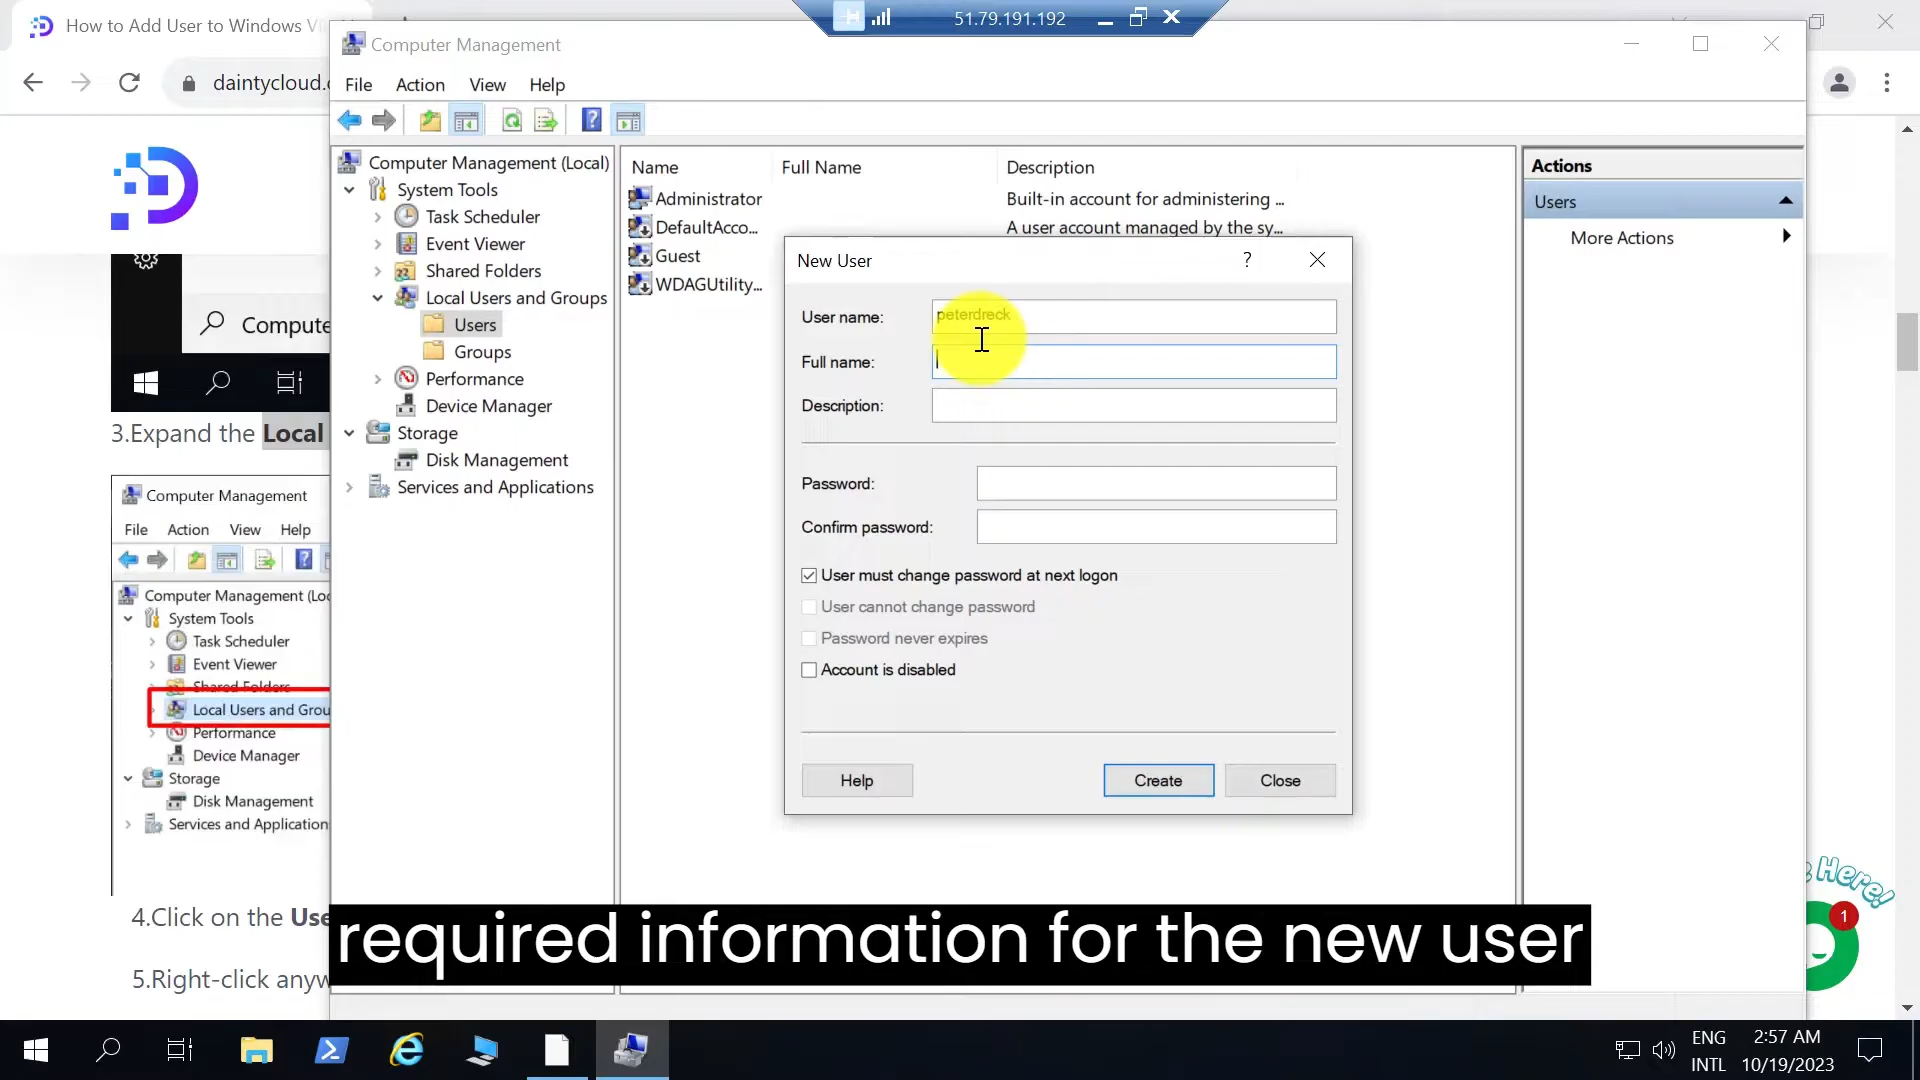 How to Add User to Windows V
51.79.191.192
Computer Management
daintycloud.
File Action View Help
Computer Management (Local)
System Tools
Task Scheduler
Event Viewer
Shared Folders
Local Users and Groups
Users
Groups
Performance
Device Manager
Storage
Disk Management
Services and Applications
Name Full Name Description
Administrator Built-in account for administering ...
DefaultAcco... A user account managed by the sy...
Guest
WDAGUtility...
Actions
Users
More Actions
New User
?
User name: peterdreck
Full name:
Description:
Password:
Confirm password:
User must change password at next logon
User cannot change password
Password never expires
Account is disabled
Help Create Close
Compute
3.Expand the Local
Computer Management
File Action View Help
Computer Management (Loc
System Tools
Task Scheduler
Event Viewer
Shared Folders
Local Users and Grou
Performance
Device Manager
Storage
Disk Management
Services and Application
4.Click on the Use
5.Right-click anyw
required information for the new user
Here!
1
ENG 2:57 AM
INTL 10/19/2023